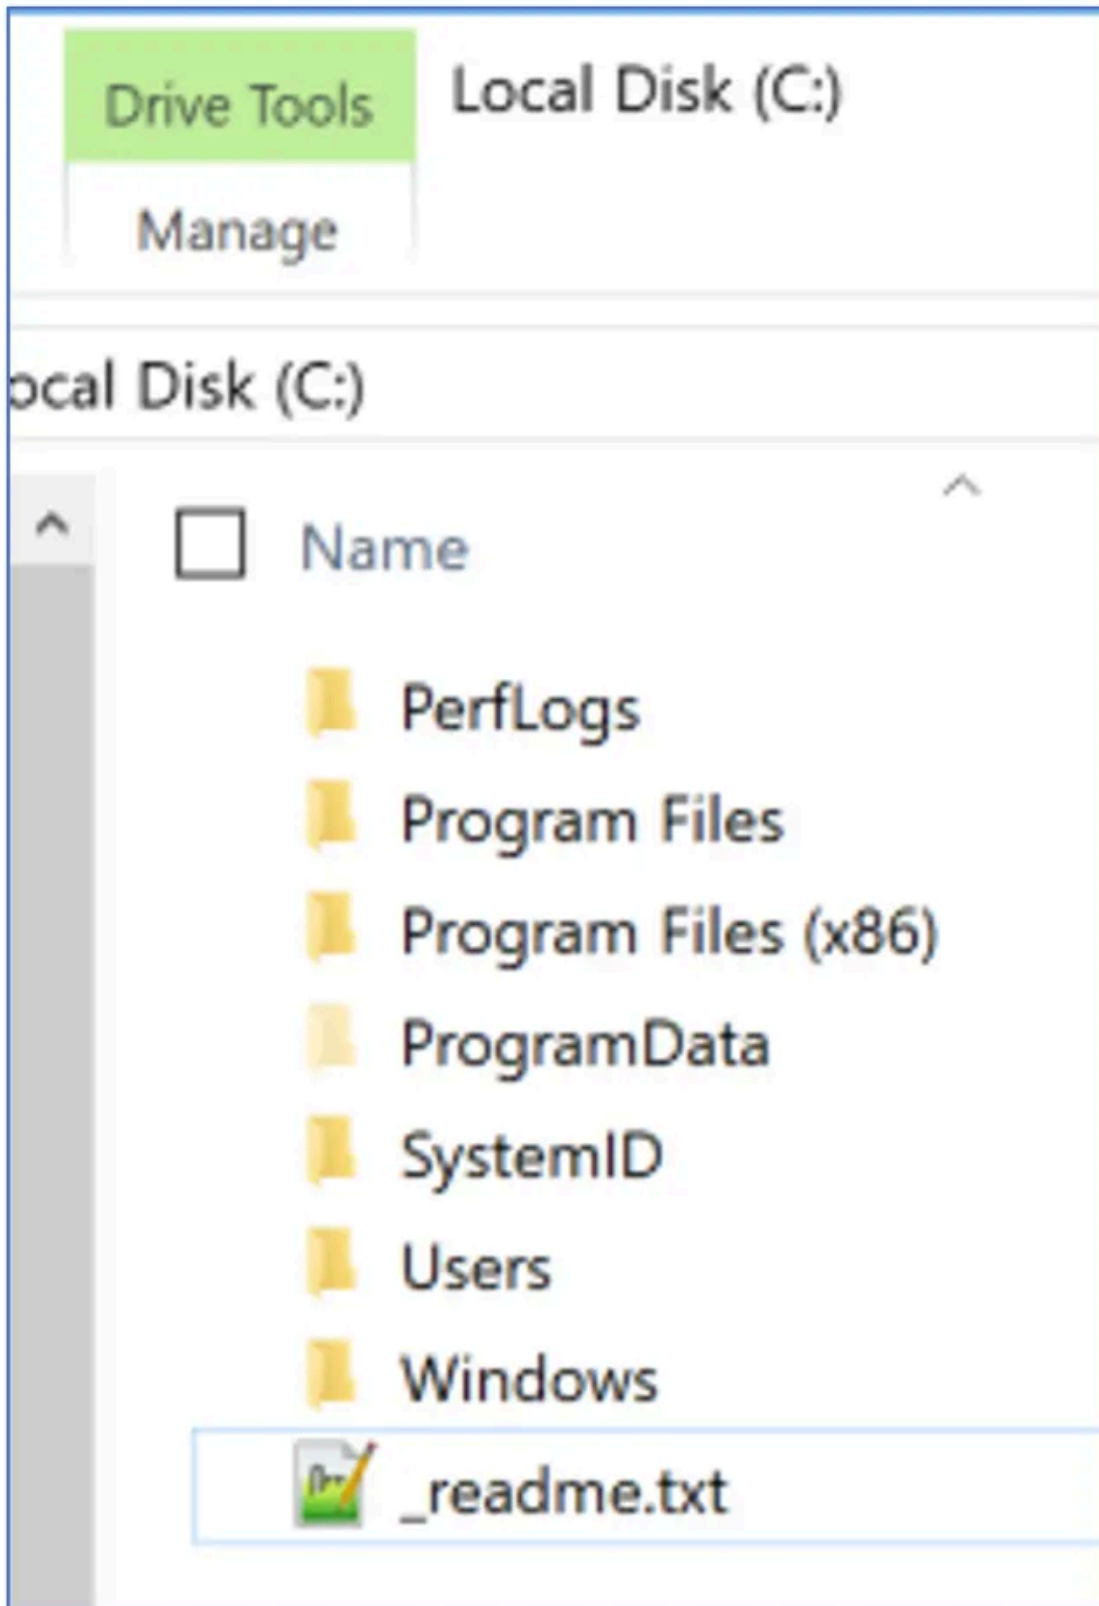 Drive Tools
Local Disk (C:)
Manage
ocal Disk (C:)
Name
PerfLogs
Program Files
Program Files (x86)
ProgramData
SystemID
Users
Windows
_readme.txt